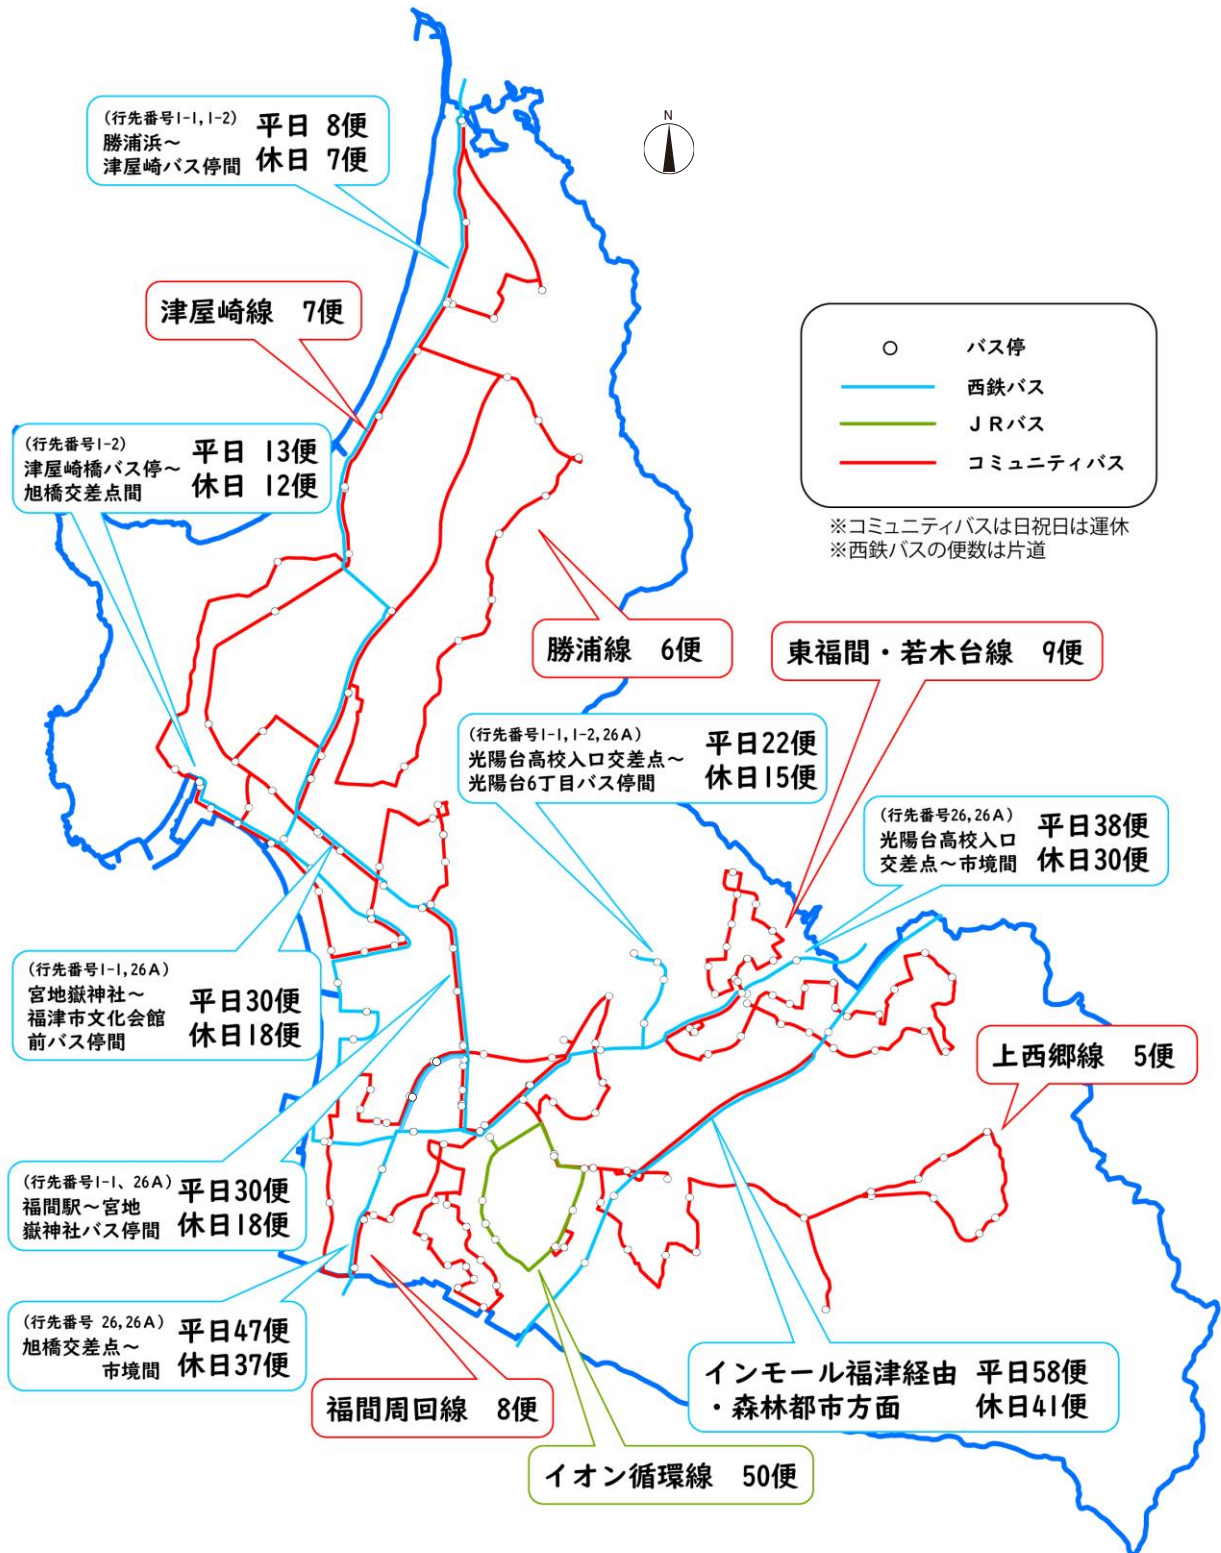 N
(行先番号1-1,1-2)
勝浦浜～
津屋崎バス停間
平日 8便
休日 7便
津屋崎線 7便
バス停
西鉄バス
JRバス
コミュニティバス
※コミュニティバスは日祝日は運休
※西鉄バスの便数は片道
(行先番号1-2)
津屋崎橋バス停～
旭橋交差点間
平日 13便
休日 12便
勝浦線 6便
東福間・若木台線 9便
(行先番号1-1,1-2,26A)
光陽台高校入口交差点～
光陽台6丁目バス停間
平日22便
休日15便
(行先番号26,26A)
光陽台高校入口
交差点～市境間
平日38便
休日30便
(行先番号1-1,26A)
宮地嶽神社～
福津市文化会館
前バス停間
平日30便
休日18便
上西郷線 5便
(行先番号1-1、26A)
福間駅～宮地
嶽神社バス停間
平日30便
休日18便
(行先番号 26,26A)
旭橋交差点～
市境間
平日47便
休日37便
福間周回線 8便
インモール福津経由
・森林都市方面
平日58便
休日41便
イオン循環線 50便